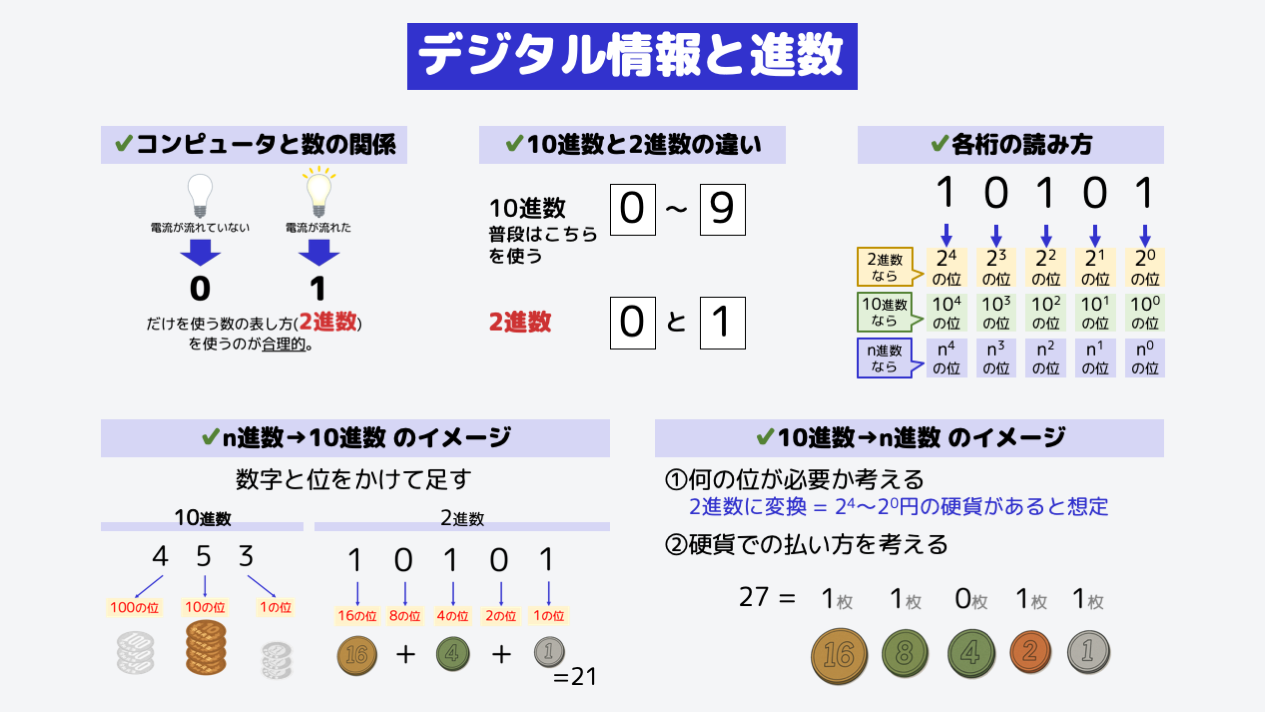 デジタル情報と進数
✔コンピュータと数の関係
電流が流れていない 電流が流れた
0 1
だけを使う数の表し方(2進数)
を使うのが合理的。
✔10進数と2進数の違い
10進数 0 〜 9
普段はこちら
を使う
2進数 0 と 1
✔各桁の読み方
1 0 1 0 1
2進数なら 2⁴の位 2³の位 2²の位 2¹の位 2⁰の位
10進数なら 10⁴の位 10³の位 10²の位 10¹の位 10⁰の位
n進数なら n⁴の位 n³の位 n²の位 n¹の位 n⁰の位
✔n進数→10進数 のイメージ
数字と位をかけて足す
10進数
4 5 3
100の位 10の位 1の位
2進数
1 0 1 0 1
16の位 8の位 4の位 2の位 1の位
16 + 4 + 1
=21
✔10進数→n進数 のイメージ
①何の位が必要か考える
2進数に変換 = 2⁴〜2⁰円の硬貨があると想定
②硬貨での払い方を考える
27 = 1枚 1枚 0枚 1枚 1枚
16 8 4 2 1